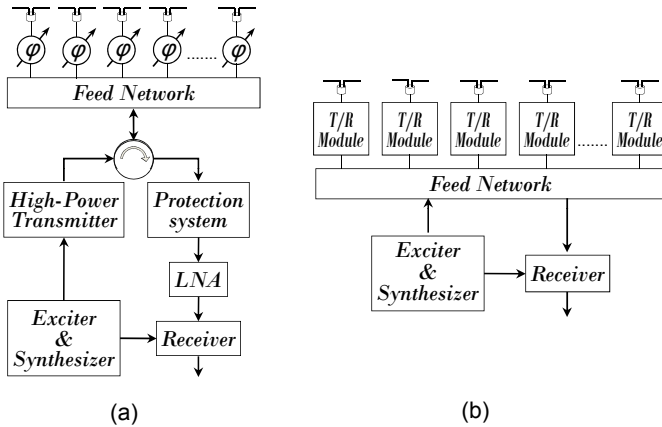 φ φ φ φ ....... φ
Feed Network
High-Power
Transmitter
Protection
system
LNA
Exciter
&
Synthesizer
Receiver
(a)
T/R
Module
T/R
Module
T/R
Module
T/R
Module
.......
T/R
Module
Feed Network
Exciter
&
Synthesizer
Receiver
(b)